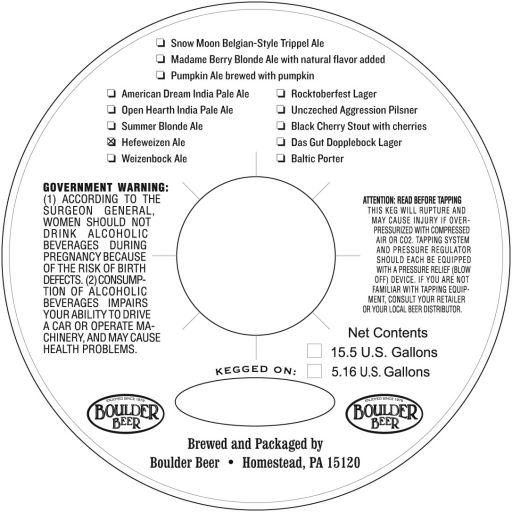 ☐ Snow Moon Belgian-Style Trippel Ale
☐ Madame Berry Blonde Ale with natural flavor added
☐ Pumpkin Ale brewed with pumpkin
☐ American Dream India Pale Ale
☐ Open Hearth India Pale Ale
☐ Summer Blonde Ale
☒ Hefeweizen Ale
☐ Weizenbock Ale
☐ Rocktoberfest Lager
☐ Unczeched Aggression Pilsner
☐ Black Cherry Stout with cherries
☐ Das Gut Dopplebock Lager
☐ Baltic Porter
GOVERNMENT WARNING:
(1) ACCORDING TO THE
SURGEON GENERAL,
WOMEN SHOULD NOT
DRINK ALCOHOLIC
BEVERAGES DURING
PREGNANCY BECAUSE
OF THE RISK OF BIRTH
DEFECTS. (2) CONSUMP-
TION OF ALCOHOLIC
BEVERAGES IMPAIRS
YOUR ABILITY TO DRIVE
A CAR OR OPERATE MA-
CHINERY, AND MAY CAUSE
HEALTH PROBLEMS.
ATTENTION: READ BEFORE TAPPING
THIS KEG WILL RUPTURE AND
MAY CAUSE INJURY IF OVER-
PRESSURIZED WITH COMPRESSED
AIR OR CO2. TAPPING SYSTEM
AND PRESSURE REGULATOR
SHOULD EACH BE EQUIPPED
WITH A PRESSURE RELIEF (BLOW
OFF) DEVICE. IF YOU ARE NOT
FAMILIAR WITH TAPPING EQUIP-
MENT, CONSULT YOUR RETAILER
OR YOUR LOCAL BEER DISTRIBUTOR.
Net Contents
☐ 15.5 U.S. Gallons
☐ 5.16 U.S. Gallons
KEGGED ON:
ENJOYED SINCE 1979
BOULDER
BEER
ENJOYED SINCE 1979
BOULDER
BEER
Brewed and Packaged by
Boulder Beer • Homestead, PA 15120